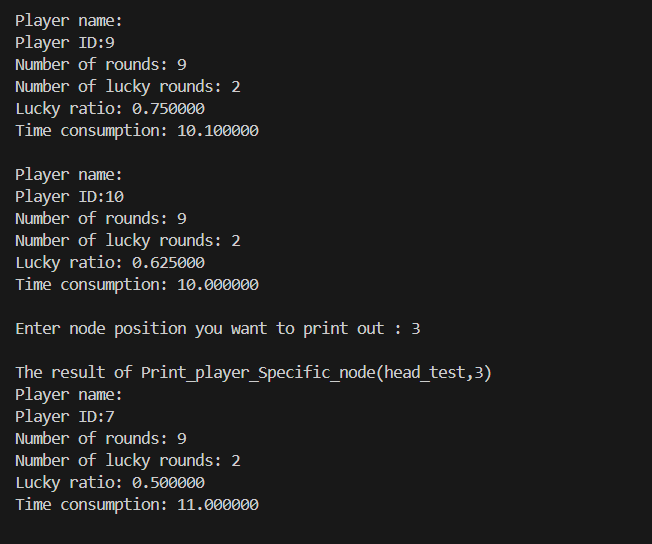 Player name:
Player ID:9
Number of rounds: 9
Number of lucky rounds: 2
Lucky ratio: 0.750000
Time consumption: 10.100000
Player name:
Player ID:10
Number of rounds: 9
Number of lucky rounds: 2
Lucky ratio: 0.625000
Time consumption: 10.000000
Enter node position you want to print out : 3
The result of Print_player_Specific_node(head_test,3)
Player name:
Player ID:7
Number of rounds: 9
Number of lucky rounds: 2
Lucky ratio: 0.500000
Time consumption: 11.000000